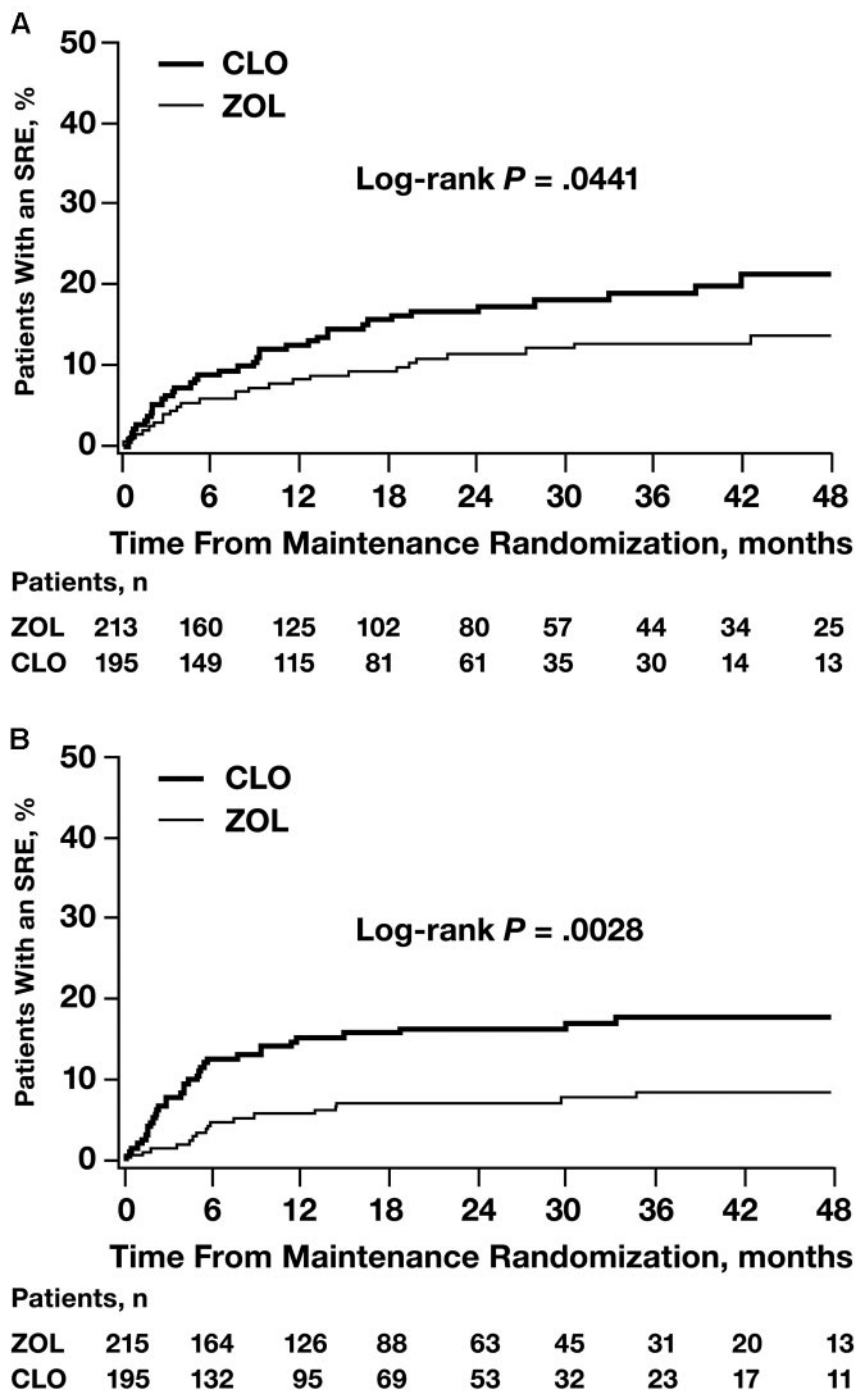 A
50
40
30
20
10
0
Patients With an SRE, %
CLO
ZOL
Log-rank P = .0441
0 6 12 18 24 30 36 42 48
Time From Maintenance Randomization, months
Patients, n
ZOL 213 160 125 102 80 57 44 34 25
CLO 195 149 115 81 61 35 30 14 13
B
50
40
30
20
10
0
Patients With an SRE, %
CLO
ZOL
Log-rank P = .0028
0 6 12 18 24 30 36 42 48
Time From Maintenance Randomization, months
Patients, n
ZOL 215 164 126 88 63 45 31 20 13
CLO 195 132 95 69 53 32 23 17 11